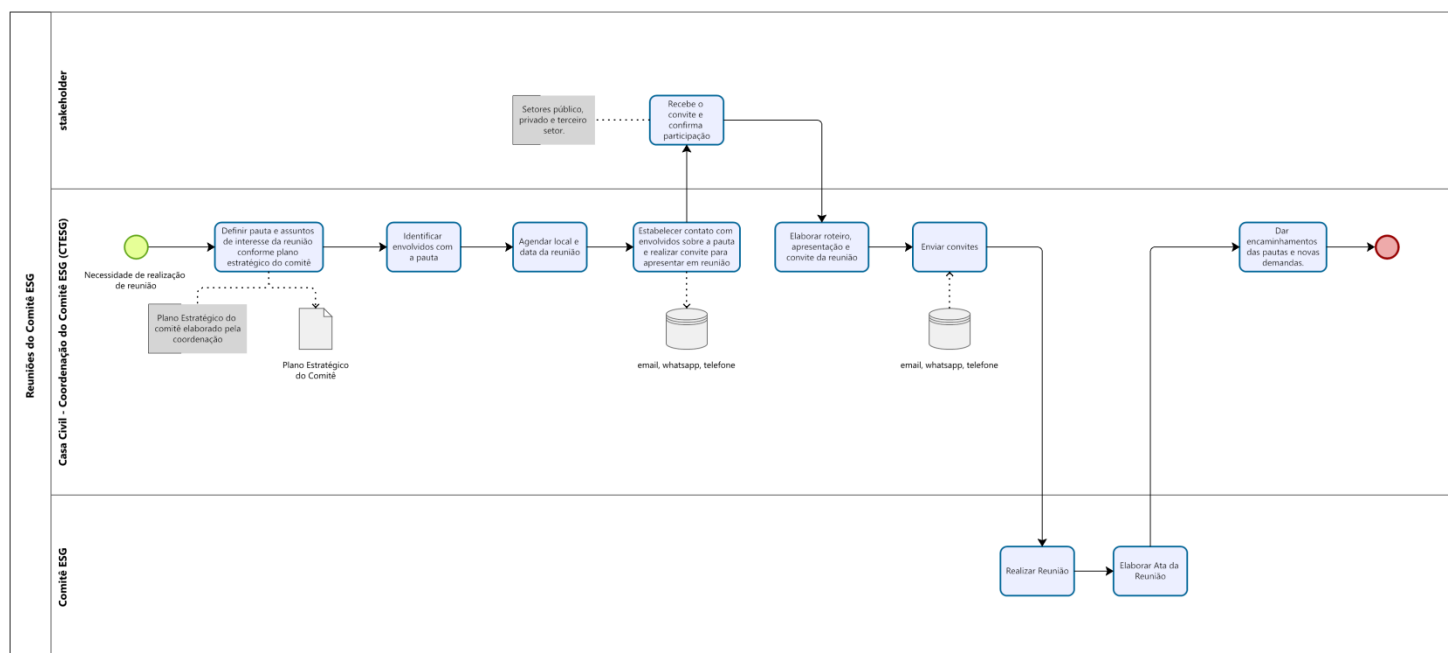 Reuniões do Comitê ESG
stakeholder
Setores público,
privado e terceiro
setor.
Recebe o
convite e
confirma
participação
Casa Civil - Coordenação do Comitê ESG (CTESG)
Necessidade de realização
de reunião
Definir pauta e assuntos
de interesse da reunião
conforme plano
estratégico do comitê
Plano Estratégico do
comitê elaborado pela
coordenação
Plano Estratégico
do Comitê
Identificar
envolvidos com
a pauta
Agendar local e
data da reunião
Estabelecer contato com
envolvidos sobre a pauta
e realizar convite para
apresentar em reunião
email, whatsapp, telefone
Elaborar roteiro,
apresentação e
convite da reunião
Enviar convites
email, whatsapp, telefone
Dar
encaminhamentos
das pautas e novas
demandas.
Comitê ESG
Realizar Reunião
Elaborar Ata da
Reunião